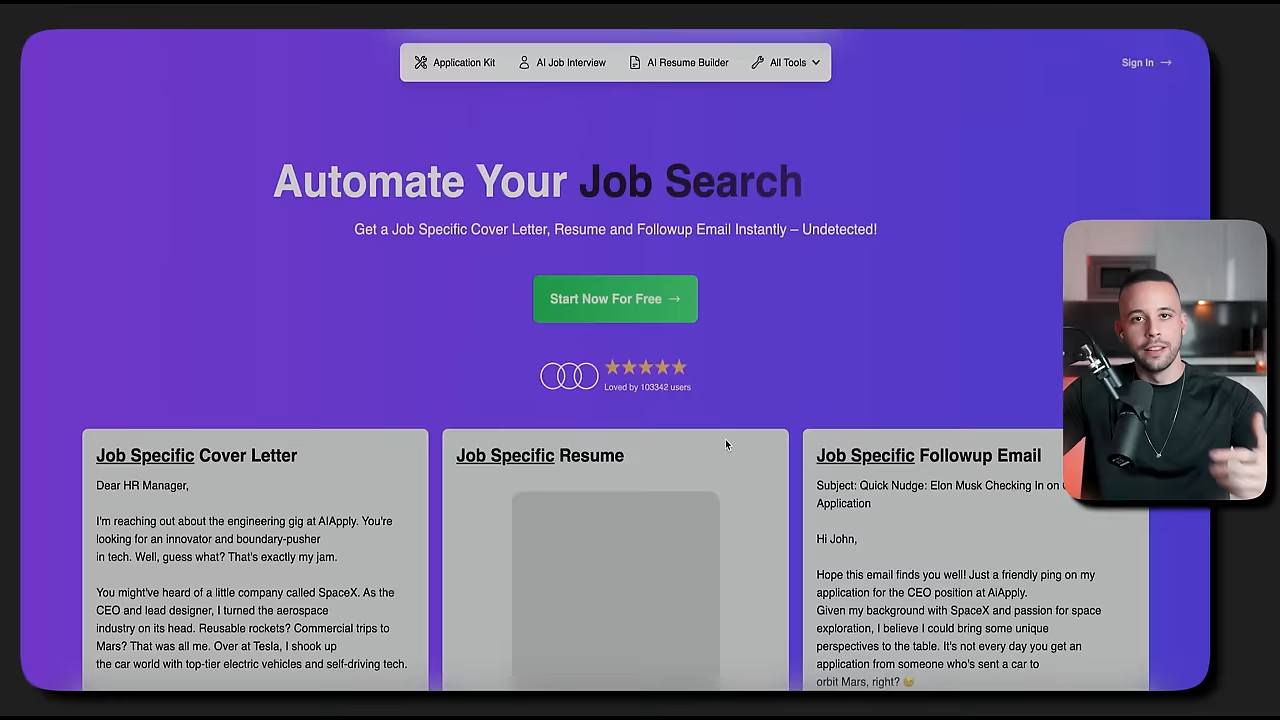 Application Kit
AI Job Interview
AI Resume Builder
All Tools
Sign In →
Automate Your Job Search
Get a Job Specific Cover Letter, Resume and Followup Email Instantly – Undetected!
Start Now For Free →
Loved by 103342 users
Job Specific Cover Letter
Dear HR Manager,
I'm reaching out about the engineering gig at AIApply. You're
looking for an innovator and boundary-pusher
in tech. Well, guess what? That's exactly my jam.
You might've heard of a little company called SpaceX. As the
CEO and lead designer, I turned the aerospace
industry on its head. Reusable rockets? Commercial trips to
Mars? That was all me. Over at Tesla, I shook up
the car world with top-tier electric vehicles and self-driving tech.
Job Specific Resume
Job Specific Followup Email
Subject: Quick Nudge: Elon Musk Checking In on
Application
Hi John,
Hope this email finds you well! Just a friendly ping on my
application for the CEO position at AiApply.
Given my background with SpaceX and passion for space
exploration, I believe I could bring some unique
perspectives to the table. It's not every day you get an
application from someone who's sent a car to
orbit Mars, right? 😉